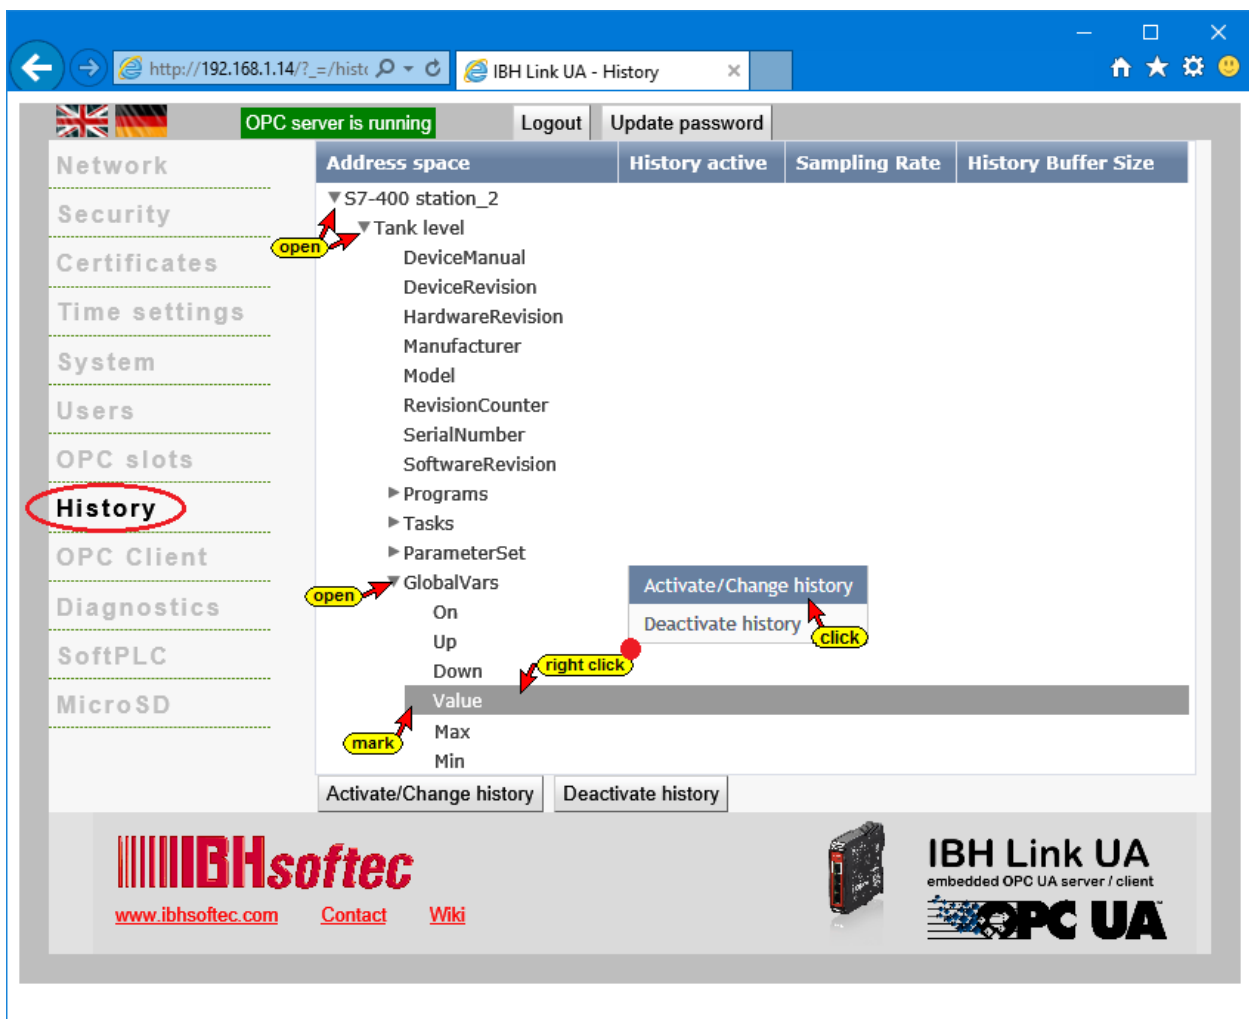 http://192.168.1.14/?_=/histo
IBH Link UA - History
OPC server is running
Logout
Update password
Network
Security
Certificates
Time settings
System
Users
OPC slots
History
OPC Client
Diagnostics
SoftPLC
MicroSD
Address space
History active
Sampling Rate
History Buffer Size
S7-400 station_2
Tank level
open
DeviceManual
DeviceRevision
HardwareRevision
Manufacturer
Model
RevisionCounter
SerialNumber
SoftwareRevision
Programs
Tasks
ParameterSet
GlobalVars
open
On
Up
Down
Value
Max
Min
Activate/Change history
Deactivate history
click
right click
mark
Activate/Change history
Deactivate history
IBHsoftec
www.ibhsoftec.com
Contact
Wiki
IBH Link UA
embedded OPC UA server / client
OPC UA